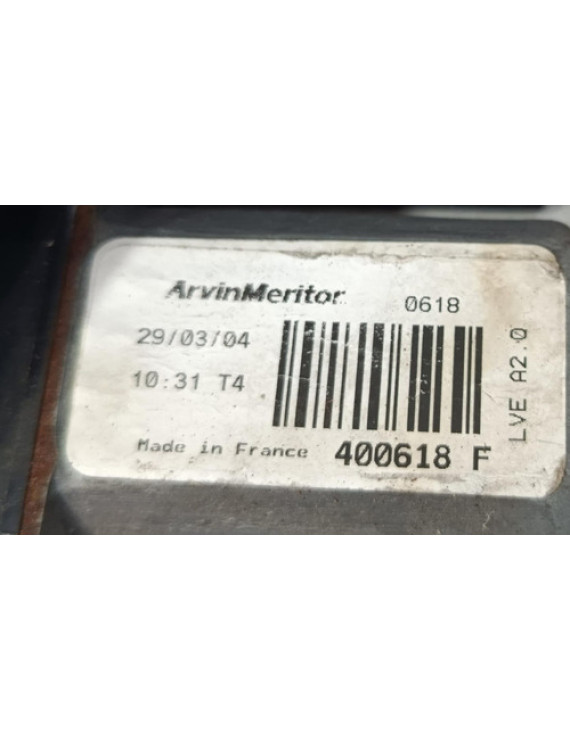 ArvinMeritor 0618
29/03/04
10:31 T4
Made in France 400618 F
LVE A2.0